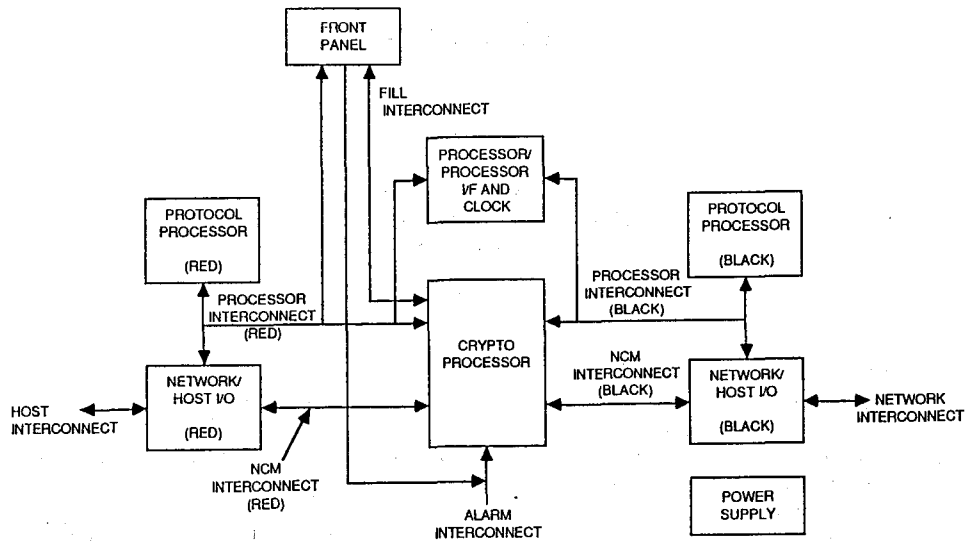 FRONT
PANEL
FILL
INTERCONNECT
PROCESSOR/
PROCESSOR
I/F AND
CLOCK
PROTOCOL
PROCESSOR
(RED)
PROTOCOL
PROCESSOR
(BLACK)
PROCESSOR
INTERCONNECT
(RED)
PROCESSOR
INTERCONNECT
(BLACK)
CRYPTO
PROCESSOR
NETWORK/
HOST I/O
(RED)
NCM
INTERCONNECT
(BLACK)
NETWORK/
HOST I/O
(BLACK)
HOST
INTERCONNECT
NETWORK
INTERCONNECT
NCM
INTERCONNECT
(RED)
ALARM
INTERCONNECT
POWER
SUPPLY